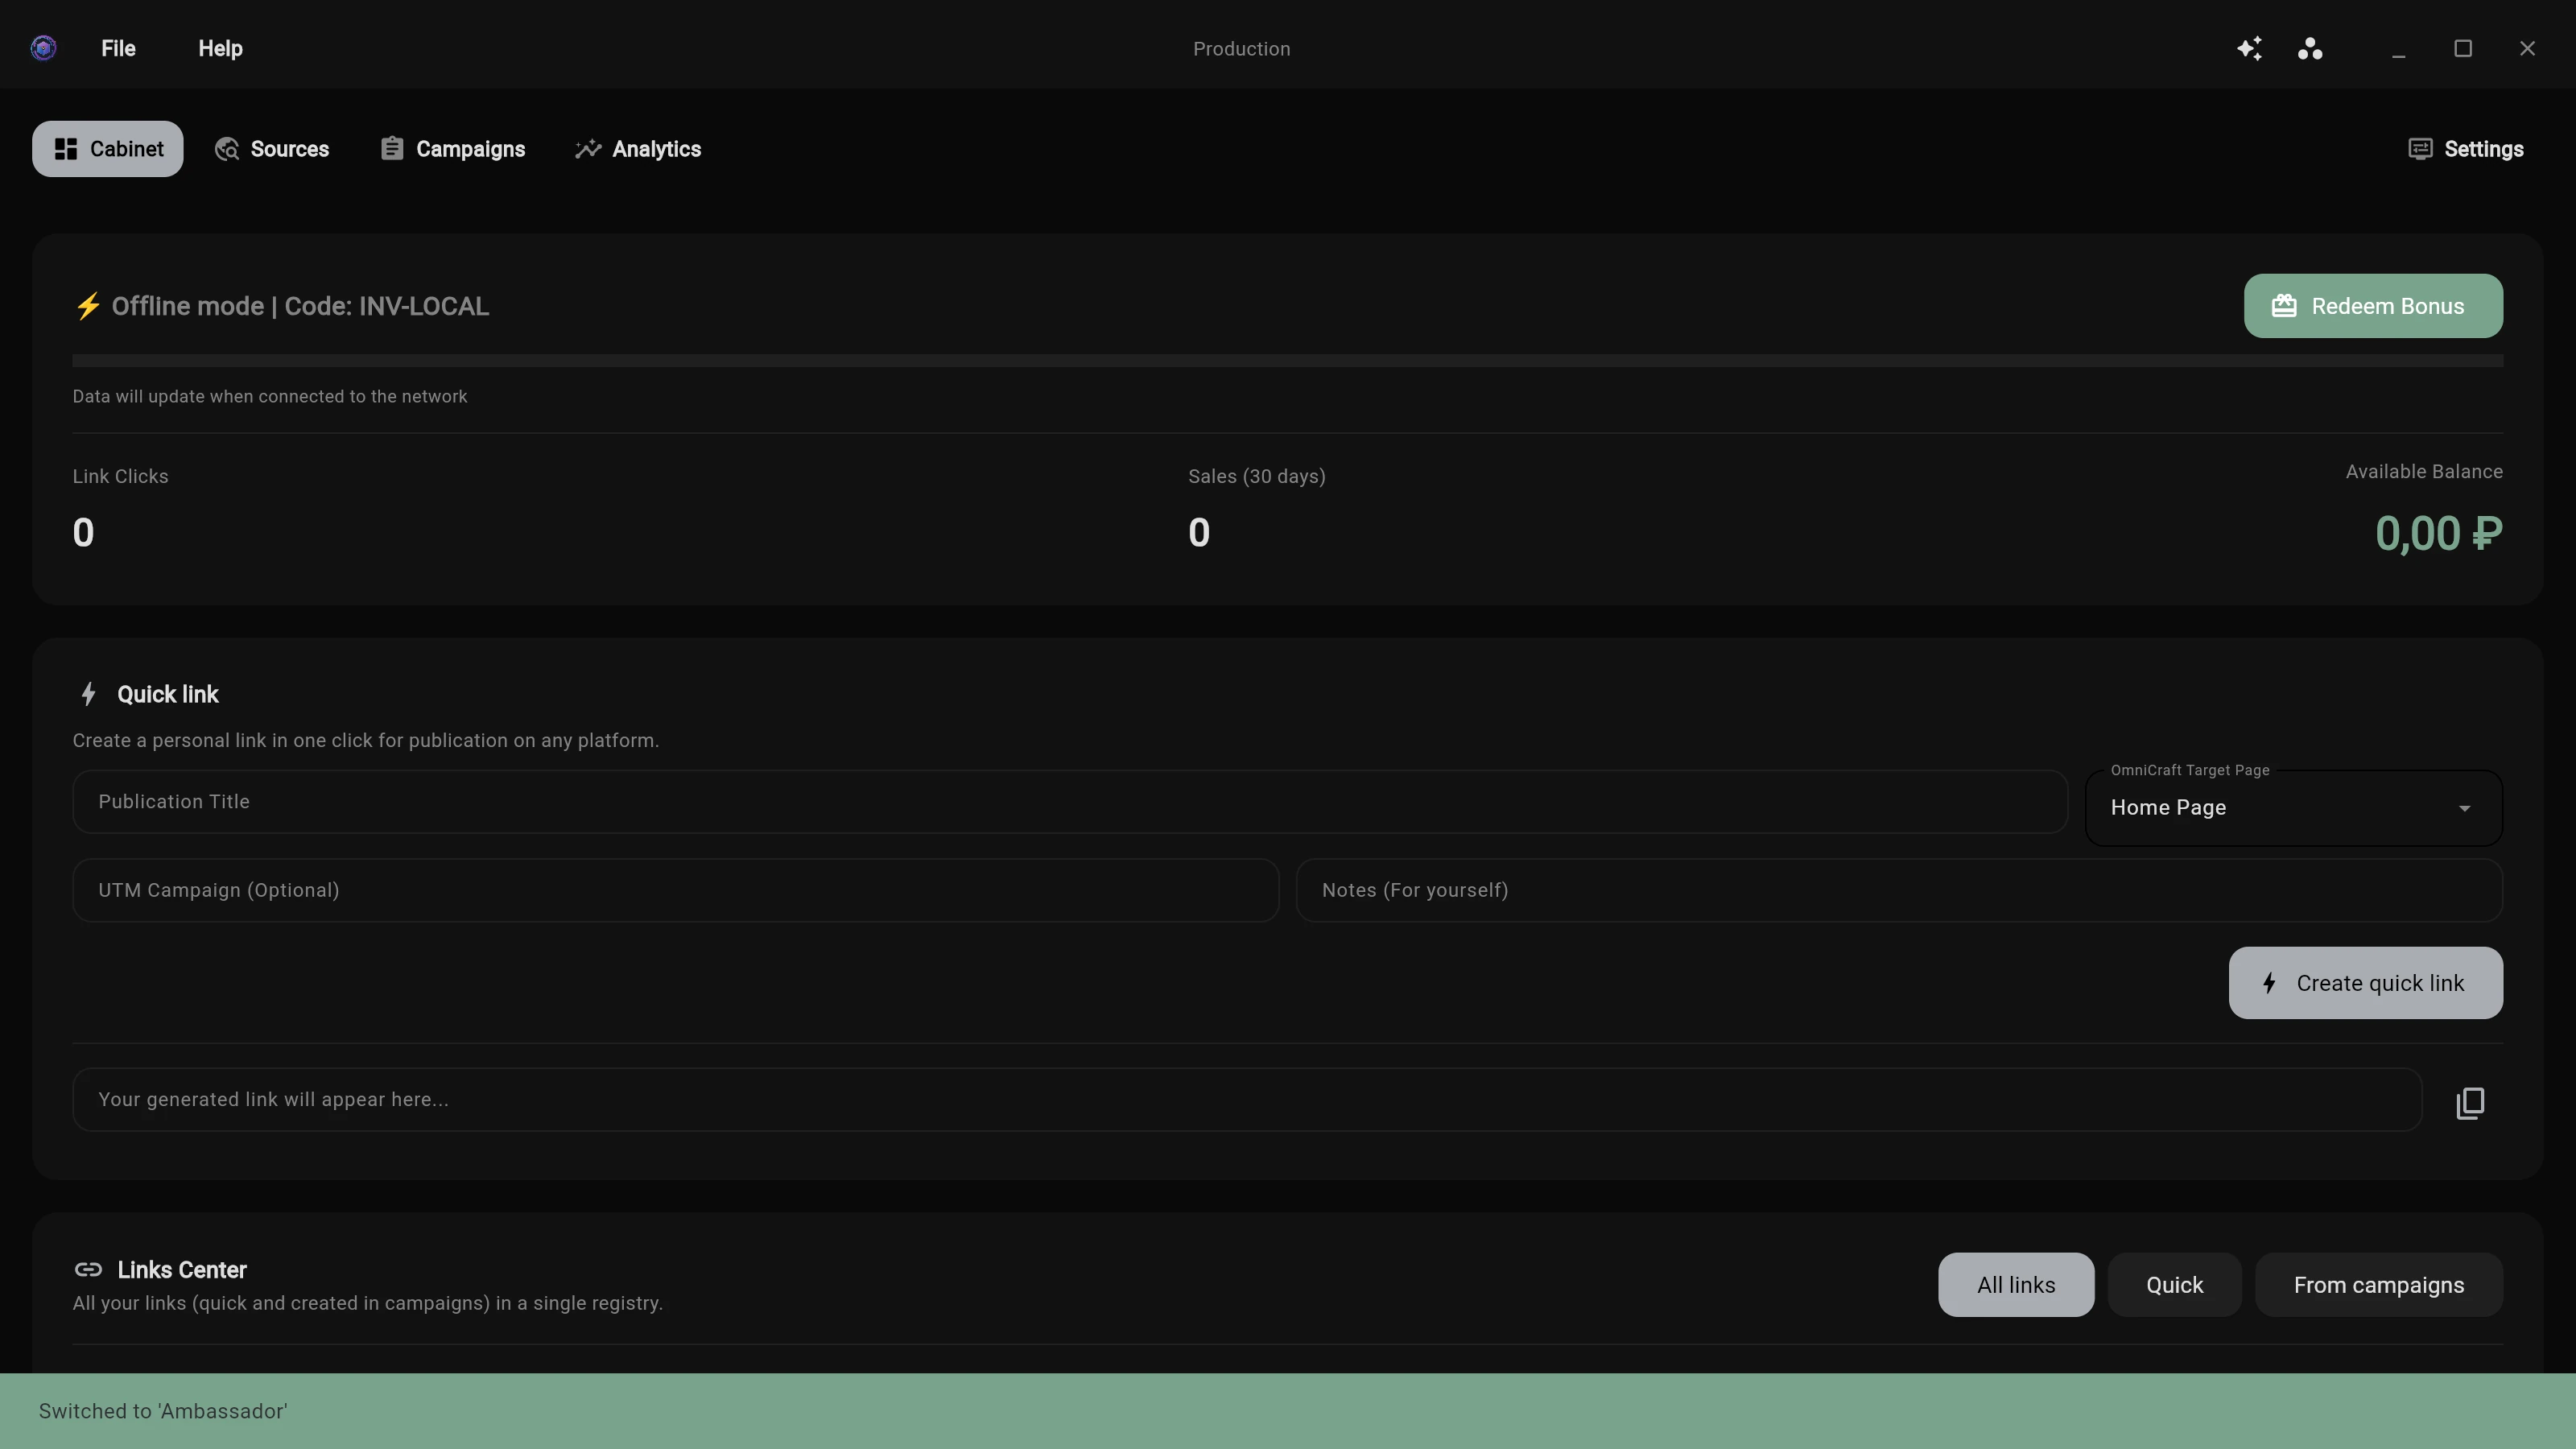 File Help Production
Cabinet Sources Campaigns Analytics Settings
⚡ Offline mode | Code: INV-LOCAL
Redeem Bonus
Data will update when connected to the network
Link Clicks Sales (30 days) Available Balance
0 0 0,00 ₽
Quick link
Create a personal link in one click for publication on any platform.
OmniCraft Target Page
Publication Title Home Page
UTM Campaign (Optional) Notes (For yourself)
Create quick link
Your generated link will appear here...
Links Center
All links Quick From campaigns
All your links (quick and created in campaigns) in a single registry.
Switched to 'Ambassador'